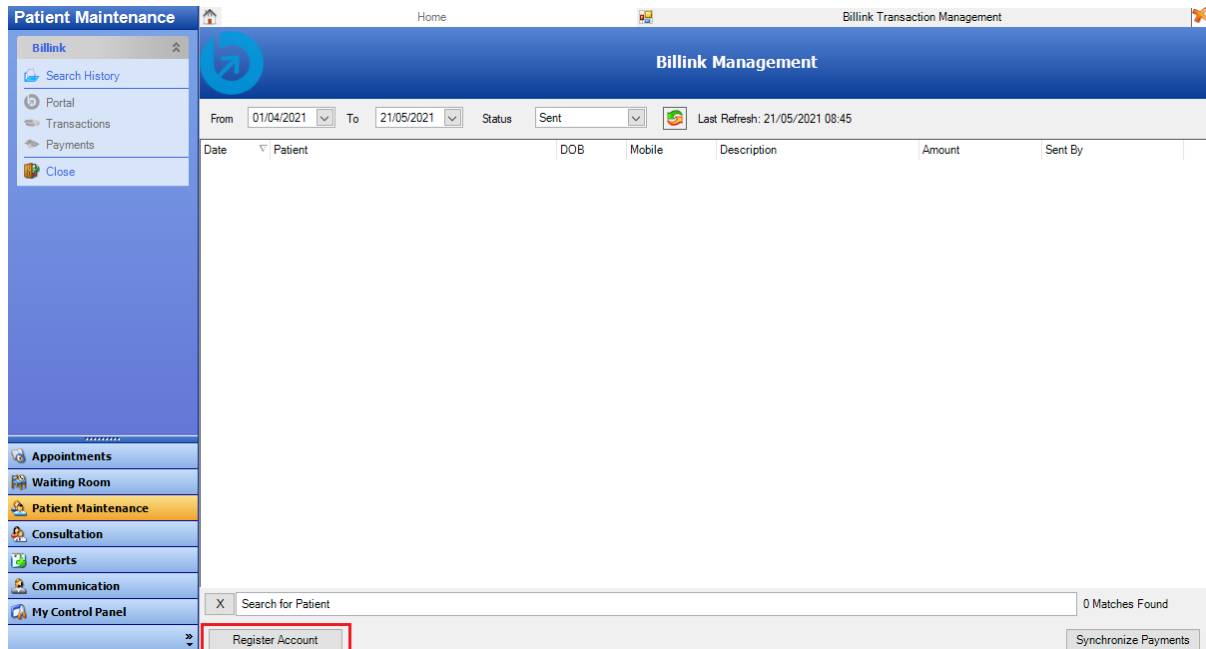 Patient Maintenance
Home
Billink Transaction Management
Billink
Search History
Portal
Transactions
Payments
Close
Billink Management
From 01/04/2021 To 21/05/2021 Status Sent Last Refresh: 21/05/2021 08:45
Date Patient DOB Mobile Description Amount Sent By
Appointments
Waiting Room
Patient Maintenance
Consultation
Reports
Communication
My Control Panel
X Search for Patient 0 Matches Found
Register Account Synchronize Payments